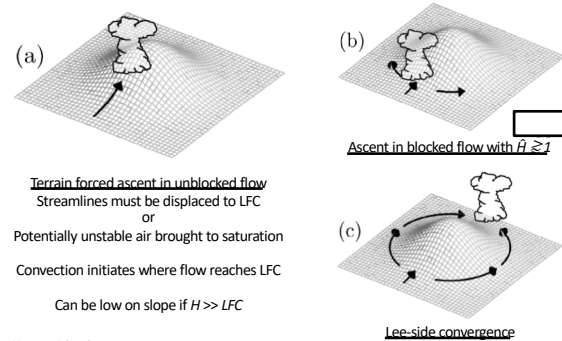 (a)
Terrain forced ascent in unblocked flow
Streamlines must be displaced to LFC
or
Potentially unstable air brought to saturation
Convection initiates where flow reaches LFC
Can be low on slope if H >> LFC
(b)
Ascent in blocked flow with Ĥ ≳ 1
(c)
Lee-side convergence